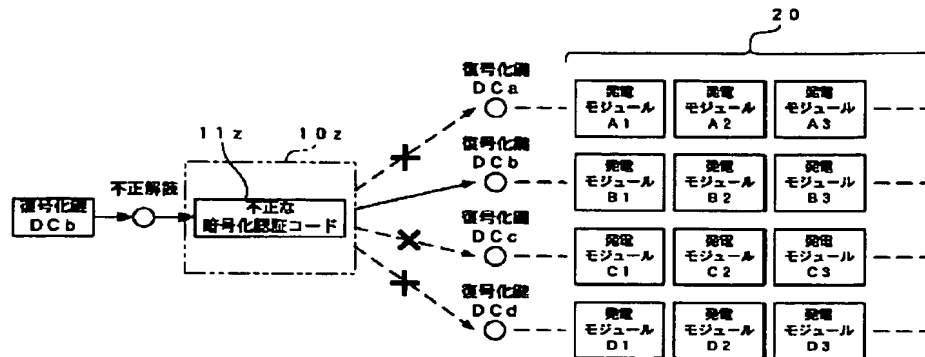 20
復号化鍵
DCa
発電
モジュール
A1
発電
モジュール
A2
発電
モジュール
A3
11z
10z
復号化鍵
DCb
発電
モジュール
B1
発電
モジュール
B2
発電
モジュール
B3
復号化鍵
DCb
不正解読
不正な
暗号化認証コード
復号化鍵
DCc
発電
モジュール
C1
発電
モジュール
C2
発電
モジュール
C3
復号化鍵
DCd
発電
モジュール
D1
発電
モジュール
D2
発電
モジュール
D3